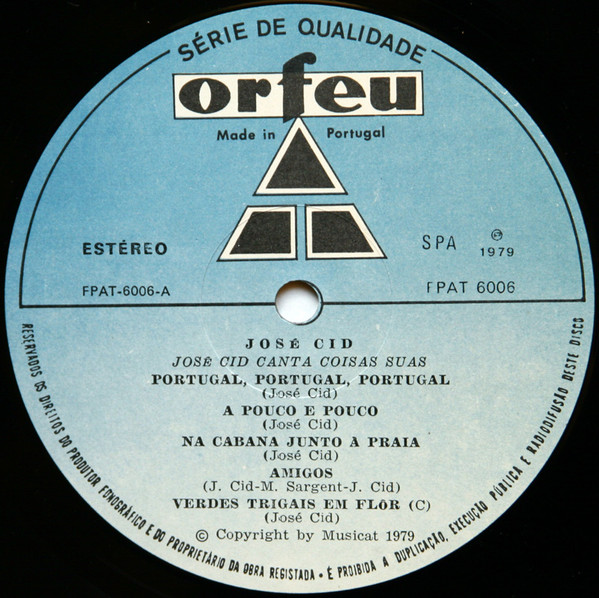 SÉRIE DE QUALIDADE
orfeu
Made in Portugal
ESTÉREO
SPA ℗ 1979
FPAT-6006-A
FPAT 6006
JOSÉ CID
JOSÉ CID CANTA COISAS SUAS
PORTUGAL, PORTUGAL, PORTUGAL
(José Cid)
A POUCO E POUCO
(José Cid)
NA CABANA JUNTO À PRAIA
(José Cid)
AMIGOS
(J. Cid-M. Sargent-J. Cid)
VERDES TRIGAIS EM FLOR (C)
(José Cid)
© Copyright by Musicat 1979
RESERVADOS OS DIREITOS DO PRODUTOR FONOGRÁFICO E DO PROPRIETÁRIO DA OBRA REGISTADA • É PROIBIDA A DUPLICAÇÃO, EXECUÇÃO PÚBLICA E RADIODIFUSÃO DESTE DISCO